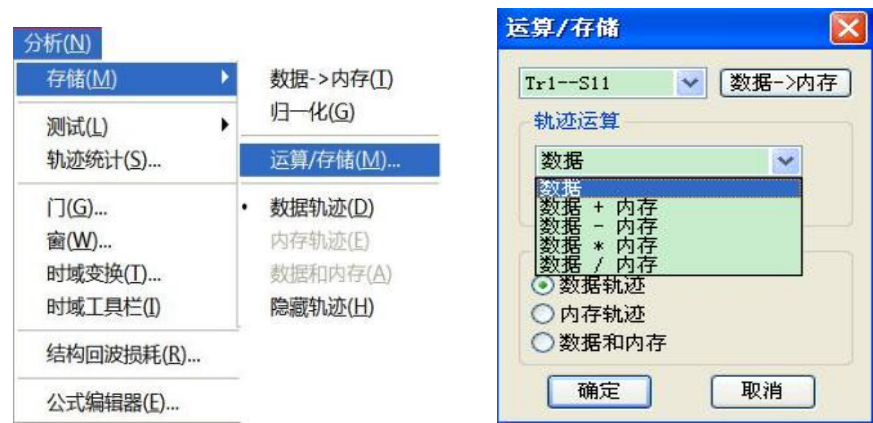 分析(N)
存储(M)
测试(L)
轨迹统计(S)...
门(G)...
窗(W)...
时域变换(T)...
时域工具栏(I)
结构回波损耗(R)...
公式编辑器(E)...
数据->内存(T)
归一化(G)
运算/存储(M)...
数据轨迹(D)
内存轨迹(E)
数据和内存(A)
隐藏轨迹(H)
运算/存储
Tr1--S11 数据->内存
轨迹运算
数据
数据
数据 + 内存
数据 - 内存
数据 * 内存
数据 / 内存
数据轨迹
内存轨迹
数据和内存
确定 取消